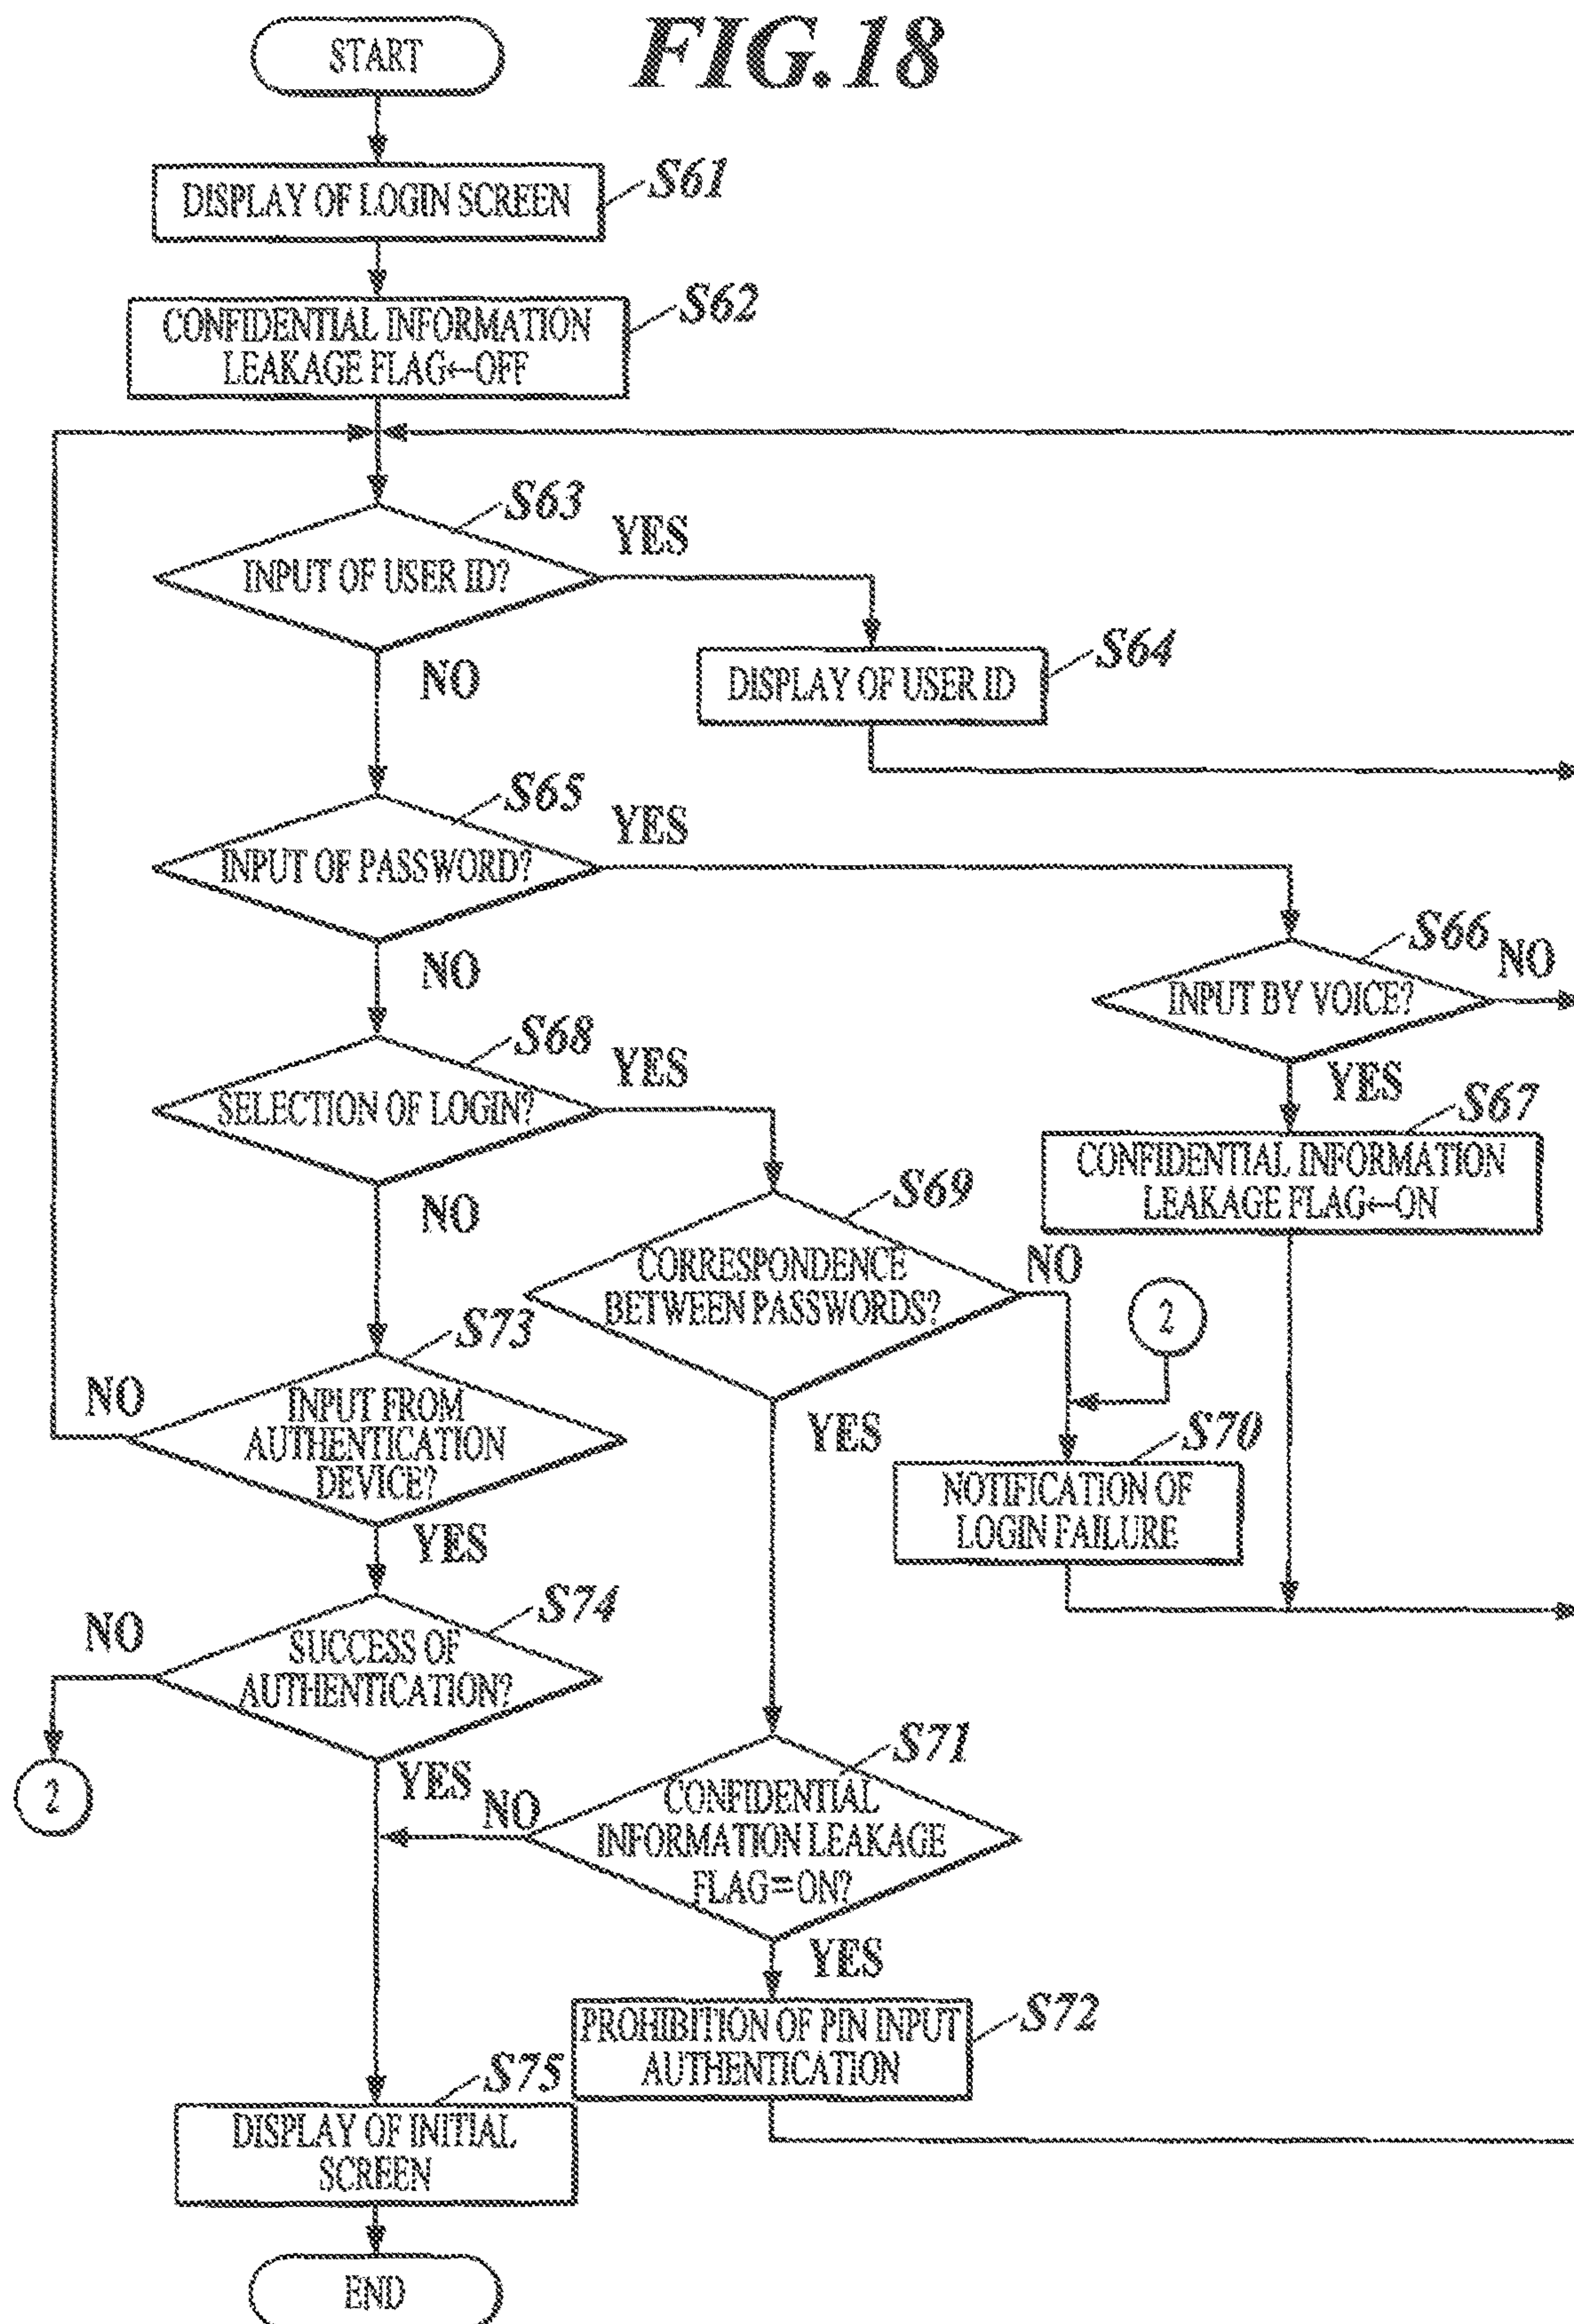 FIG.18
START
DISPLAY OF LOGIN SCREEN
S61
CONFIDENTIAL INFORMATION
LEAKAGE FLAG←OFF
S62
S63
INPUT OF USER ID?
YES
NO
DISPLAY OF USER ID
S64
S65
INPUT OF PASSWORD?
YES
NO
S66
INPUT BY VOICE?
NO
YES
S67
CONFIDENTIAL INFORMATION
LEAKAGE FLAG←ON
S68
SELECTION OF LOGIN?
YES
NO
S69
CORRESPONDENCE
BETWEEN PASSWORDS?
NO
YES
2
S70
NOTIFICATION OF
LOGIN FAILURE
S73
INPUT FROM
AUTHENTICATION
DEVICE?
NO
YES
S74
SUCCESS OF
AUTHENTICATION?
NO
YES
2
S71
CONFIDENTIAL
INFORMATION LEAKAGE
FLAG=ON?
NO
YES
PROHIBITION OF PIN INPUT
AUTHENTICATION
S72
S75
DISPLAY OF INITIAL
SCREEN
END